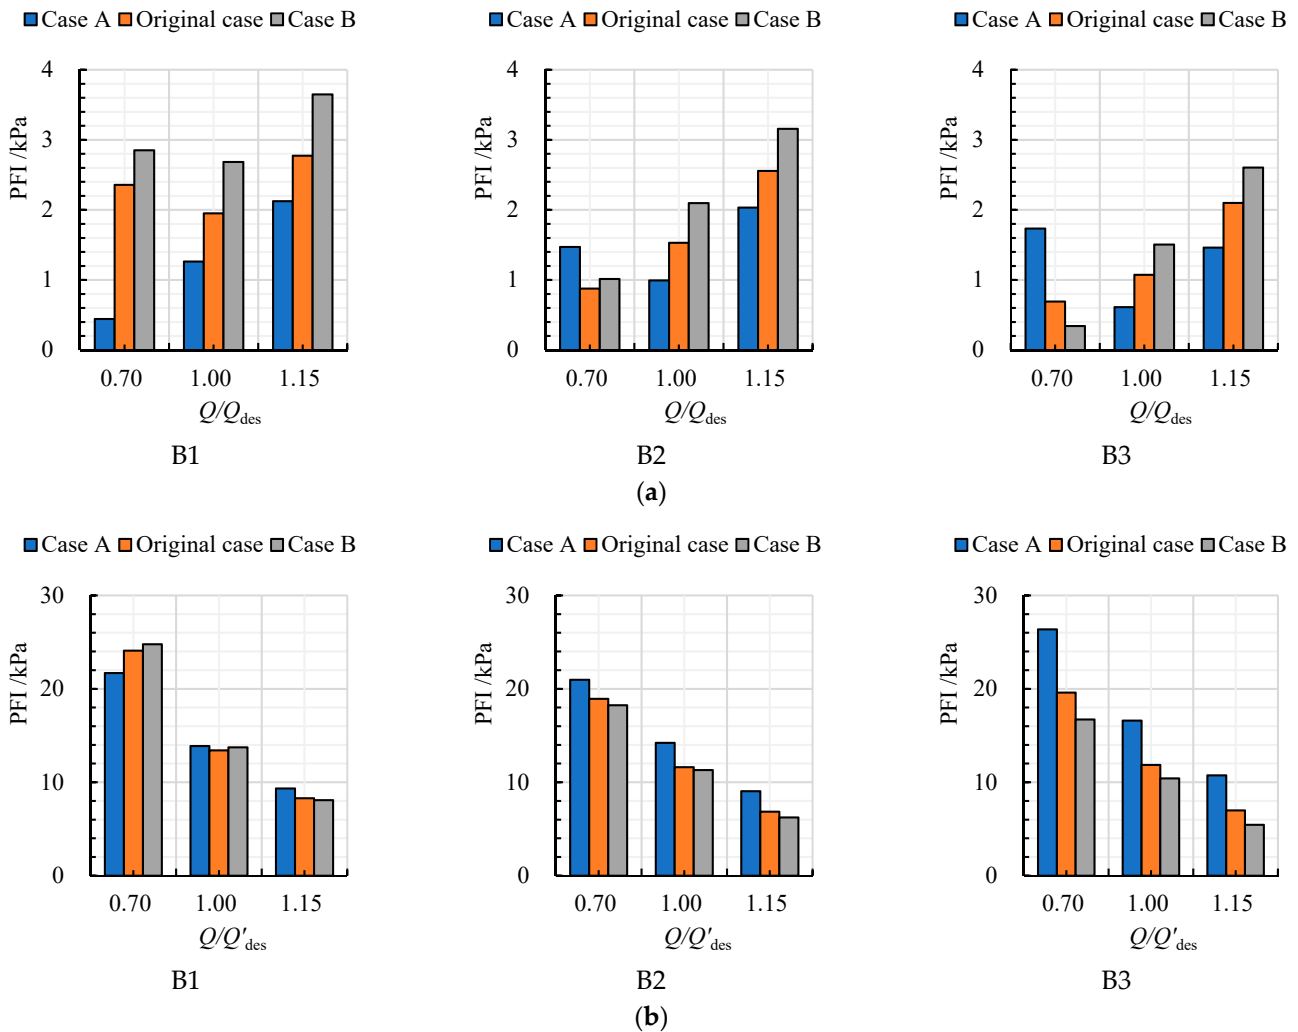 Case A Original case Case B
4
3
2
1
0
PFI /kPa
0.70 1.00 1.15
Q/Qdes
B1
Case A Original case Case B
4
3
2
1
0
PFI /kPa
0.70 1.00 1.15
Q/Qdes
B2
Case A Original case Case B
4
3
2
1
0
PFI /kPa
0.70 1.00 1.15
Q/Qdes
B3
(a)
Case A Original case Case B
30
20
10
0
PFI /kPa
0.70 1.00 1.15
Q/Q′des
B1
Case A Original case Case B
30
20
10
0
PFI /kPa
0.70 1.00 1.15
Q/Q′des
B2
Case A Original case Case B
30
20
10
0
PFI /kPa
0.70 1.00 1.15
Q/Q′des
B3
(b)